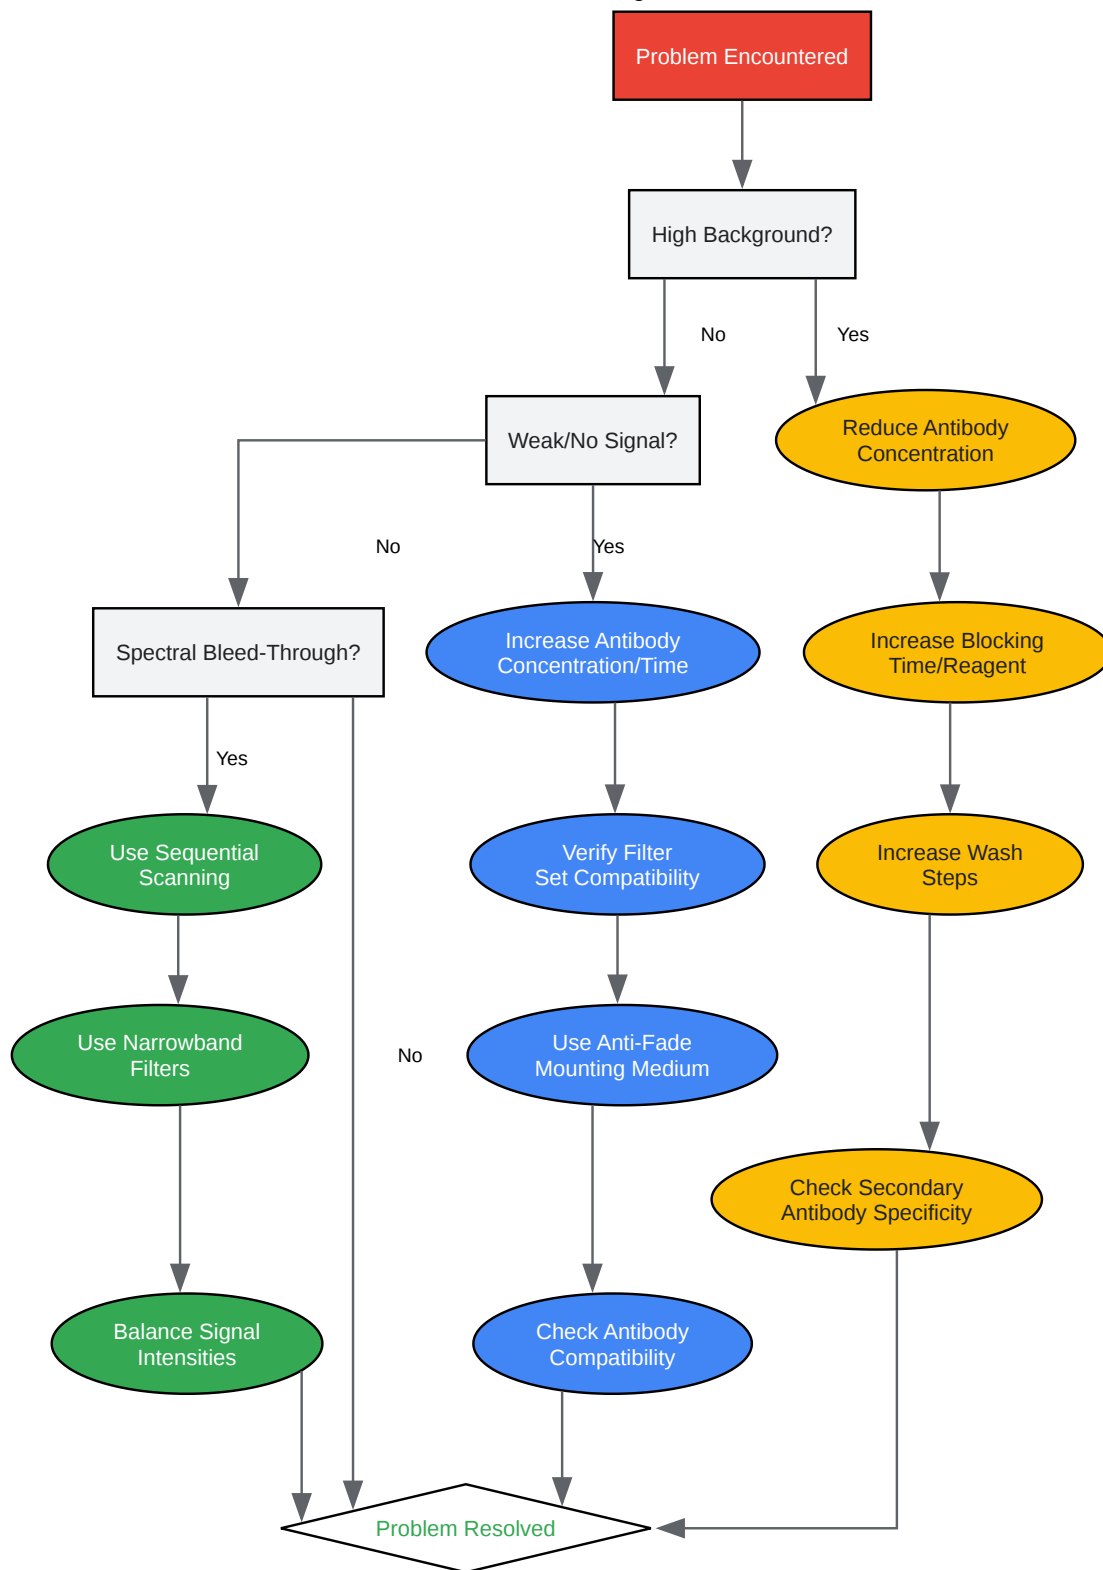 Problem Encountered
High Background?
No
Yes
Weak/No Signal?
Reduce Antibody
Concentration
No
Yes
Spectral Bleed-Through?
Increase Antibody
Concentration/Time
Increase Blocking
Time/Reagent
Yes
Use Sequential
Scanning
Verify Filter
Set Compatibility
Increase Wash
Steps
Use Narrowband
Filters
No
Use Anti-Fade
Mounting Medium
Check Secondary
Antibody Specificity
Balance Signal
Intensities
Check Antibody
Compatibility
Problem Resolved